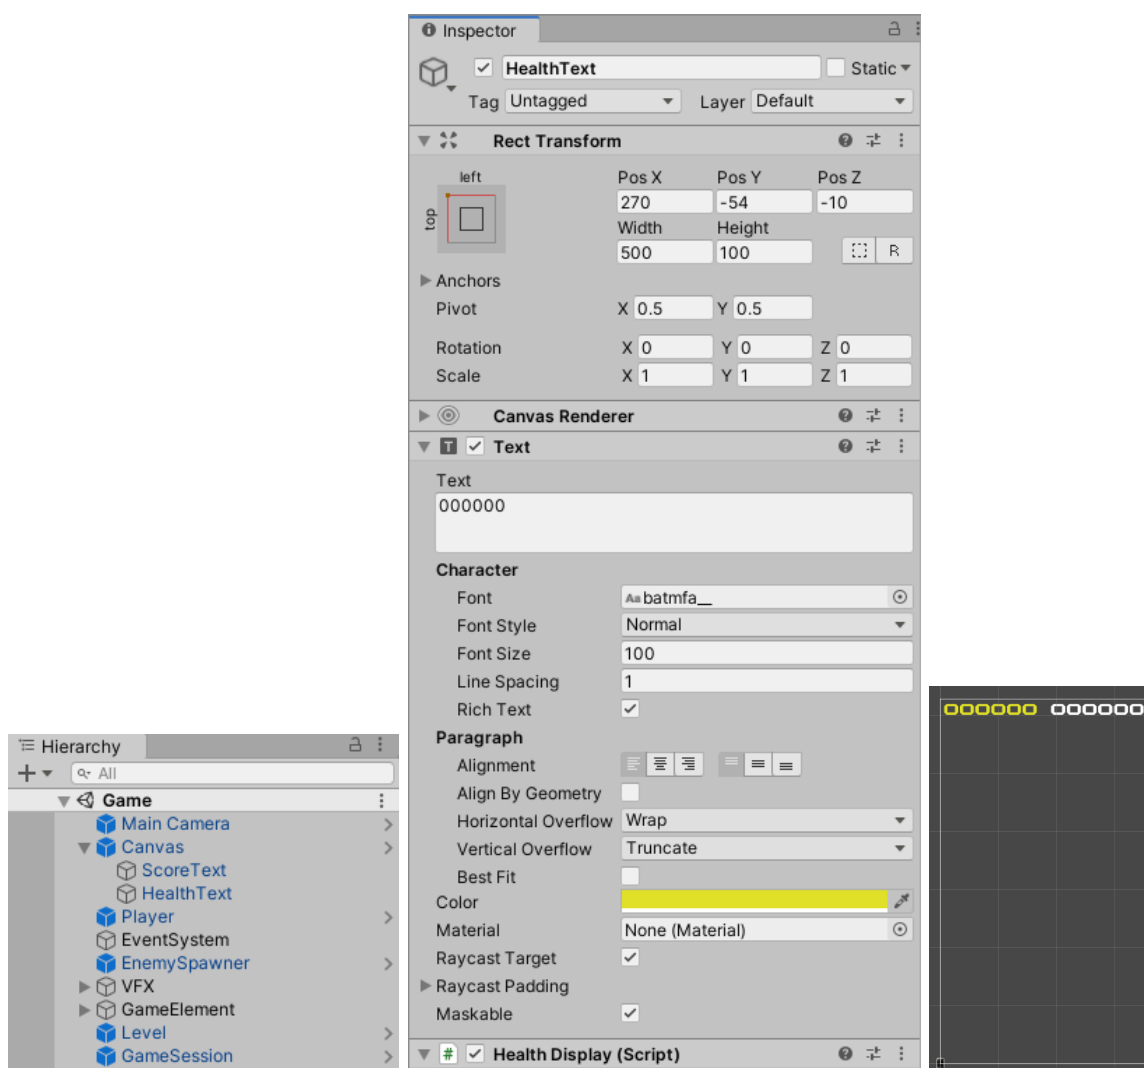 Hierarchy
All
Game
Main Camera
Canvas
ScoreText
HealthText
Player
EventSystem
EnemySpawner
VFX
GameElement
Level
GameSession
Inspector
HealthText
Static
Tag Untagged Layer Default
Rect Transform
left
top
Pos X Pos Y Pos Z
270 -54 -10
Width Height
500 100 R
Anchors
Pivot X 0.5 Y 0.5
Rotation X 0 Y 0 Z 0
Scale X 1 Y 1 Z 1
Canvas Renderer
T Text
Text
000000
Character
Font Aa batmfa__
Font Style Normal
Font Size 100
Line Spacing 1
Rich Text
Paragraph
Alignment
Align By Geometry
Horizontal Overflow Wrap
Vertical Overflow Truncate
Best Fit
Color
Material None (Material)
Raycast Target
Raycast Padding
Maskable
# Health Display (Script)
000000 000000